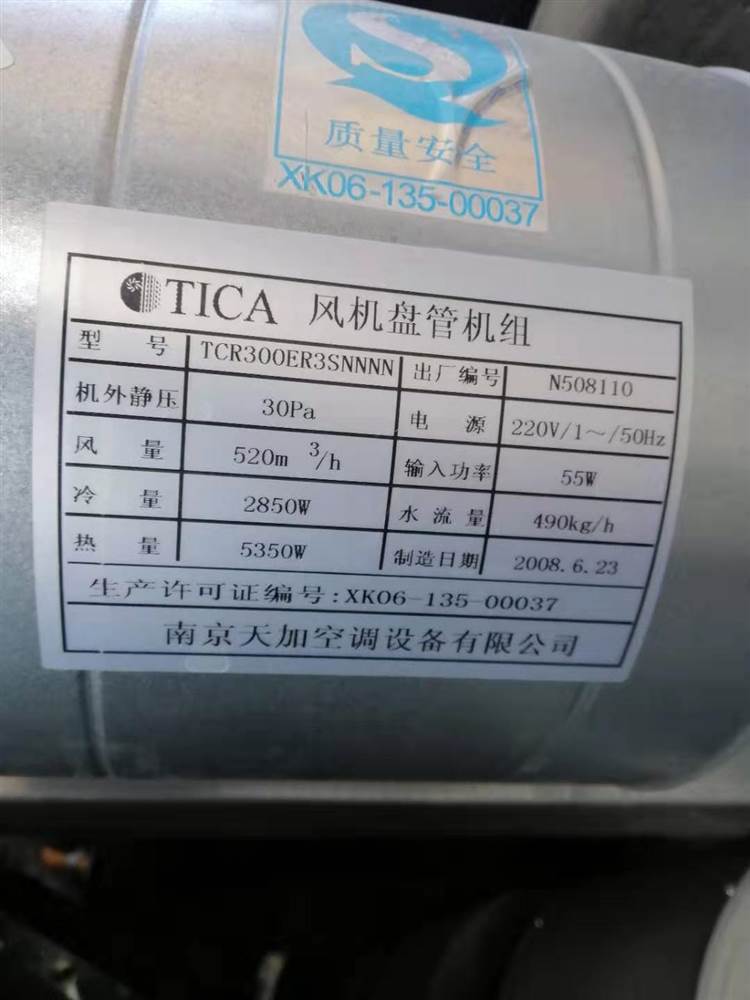 质量安全
XK06-135-00037
TICA 风机盘管机组
型号 TCR300ER3SNNNN 出厂编号 N508110
机外静压 30Pa 电源 220V/1～/50Hz
风量 520m³/h 输入功率 55W
冷量 2850W 水流量 490kg/h
热量 5350W 制造日期 2008.6.23
生产许可证编号:XK06-135-00037
南京天加空调设备有限公司